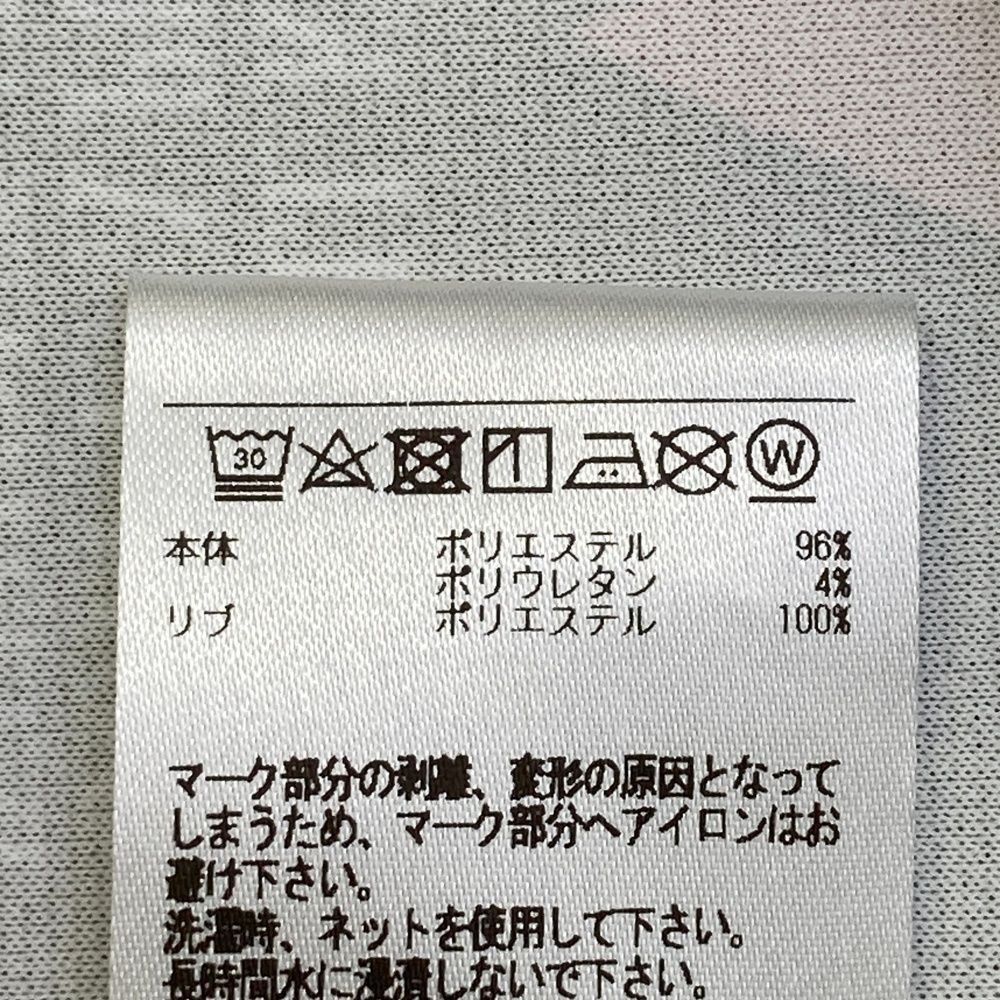 30 W
本体 ポリエステル 96%
ポリウレタン 4%
リブ ポリエステル 100%
マーク部分の剥離、変形の原因となって
しまうため、マーク部分へアイロンはお
避け下さい。
洗濯時、ネットを使用して下さい。
長時間水に浸漬しないで下さい。